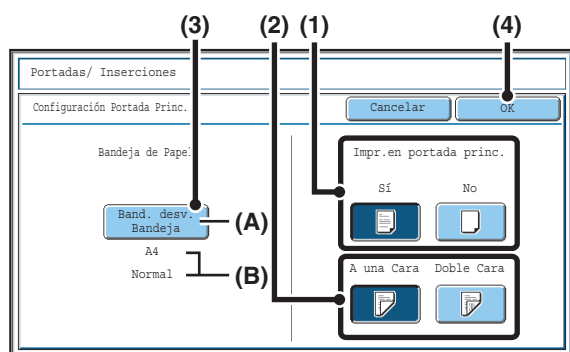 (3) (2) (1) (4)
Portadas/ Inserciones
Configuración Portada Princ.
Cancelar
OK
Bandeja de Papel
Band. desv.
Bandeja
(A)
A4
Normal
(B)
Impr.en portada princ.
Sí No
A una Cara Doble Cara